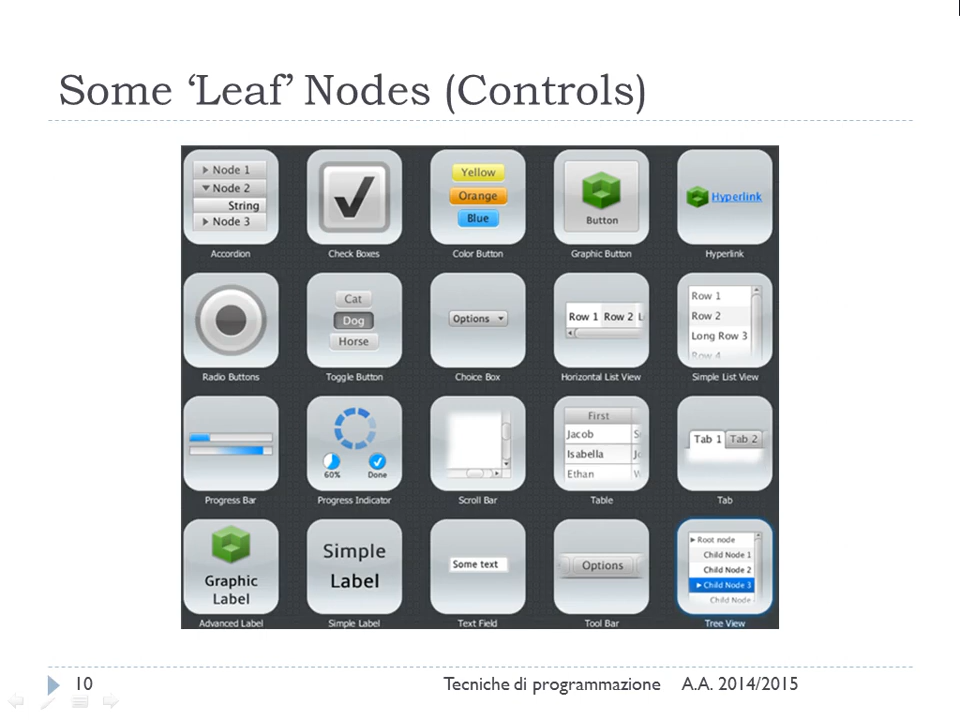 Some ‘Leaf’ Nodes (Controls)
Node 1
Node 2
String
Node 3
Accordion
Check Boxes
Yellow
Orange
Blue
Color Button
Button
Graphic Button
Hyperlink
Hyperlink
Radio Buttons
Cat
Dog
Horse
Toggle Button
Options
Choice Box
Row 1 Row 2 L
Horizontal List View
Row 1
Row 2
Long Row 3
Row 4
Simple List View
Progress Bar
60% Done
Progress Indicator
Scroll Bar
First
Jacob S
Isabella Jo
Ethan W
Table
Tab 1 Tab 2
Tab
Graphic
Label
Advanced Label
Simple
Label
Simple Label
Some text
Text Field
Options
Tool Bar
Root node
Child Node 1
Child Node 2
Child Node 3
Child Node
Tree View
10 Tecniche di programmazione A.A. 2014/2015